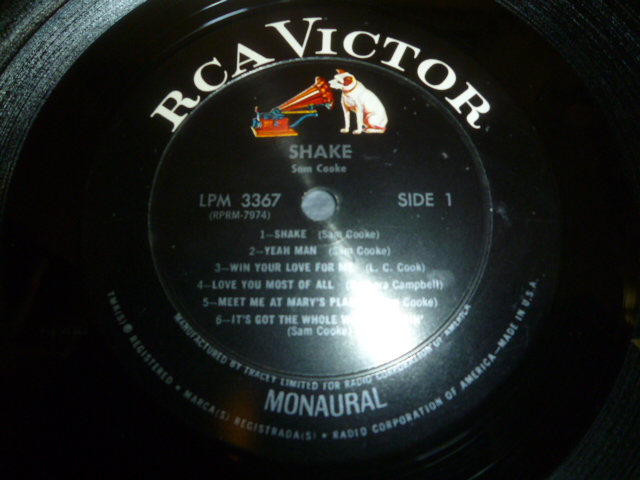 RCA VICTOR
SHAKE
Sam Cooke
LPM 3367
(RPRM-7974)
SIDE 1
1—SHAKE (Sam Cooke)
2—YEAH MAN (Sam Cooke)
3—WIN YOUR LOVE FOR (L. C. Cook)
4—LOVE YOU MOST OF ALL Campbell)
5—MEET ME AT MARY'S Cooke)
6—IT'S GOT THE WHOLE
(Sam Cooke)
MANUFACTURED BY TRACEY LIMITED FOR RADIO CORPORATION OF AMERICA
MONAURAL
TMK(S) ® REGISTERED • MARCA(S) REGISTRADA(S) • RADIO CORPORATION OF AMERICA—MADE IN U.S.A.